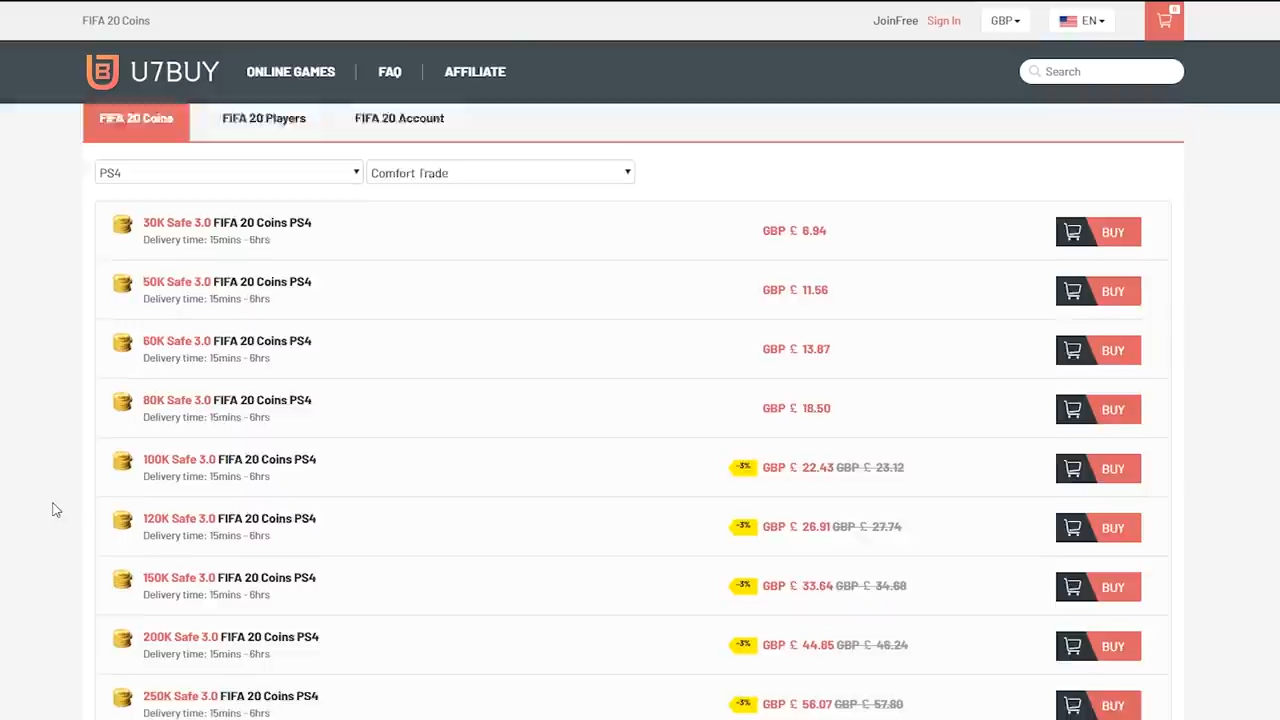 FIFA 20 Coins
JoinFree Sign In GBP EN 0
U7BUY ONLINE GAMES FAQ AFFILIATE Search
FIFA 20 Coins FIFA 20 Players FIFA 20 Account
PS4 Comfort Trade
30K Safe 3.0 FIFA 20 Coins PS4
Delivery time: 15mins - 6hrs
GBP £ 6.94 BUY
50K Safe 3.0 FIFA 20 Coins PS4
Delivery time: 15mins - 6hrs
GBP £ 11.56 BUY
60K Safe 3.0 FIFA 20 Coins PS4
Delivery time: 15mins - 6hrs
GBP £ 13.87 BUY
80K Safe 3.0 FIFA 20 Coins PS4
Delivery time: 15mins - 6hrs
GBP £ 18.50 BUY
100K Safe 3.0 FIFA 20 Coins PS4
Delivery time: 15mins - 6hrs
-3% GBP £ 22.43 GBP £ 23.12 BUY
120K Safe 3.0 FIFA 20 Coins PS4
Delivery time: 15mins - 6hrs
-3% GBP £ 26.91 GBP £ 27.74 BUY
150K Safe 3.0 FIFA 20 Coins PS4
Delivery time: 15mins - 6hrs
-3% GBP £ 33.64 GBP £ 34.68 BUY
200K Safe 3.0 FIFA 20 Coins PS4
Delivery time: 15mins - 6hrs
-3% GBP £ 44.85 GBP £ 46.24 BUY
250K Safe 3.0 FIFA 20 Coins PS4
Delivery time: 15mins - 6hrs
-3% GBP £ 56.07 GBP £ 57.80 BUY